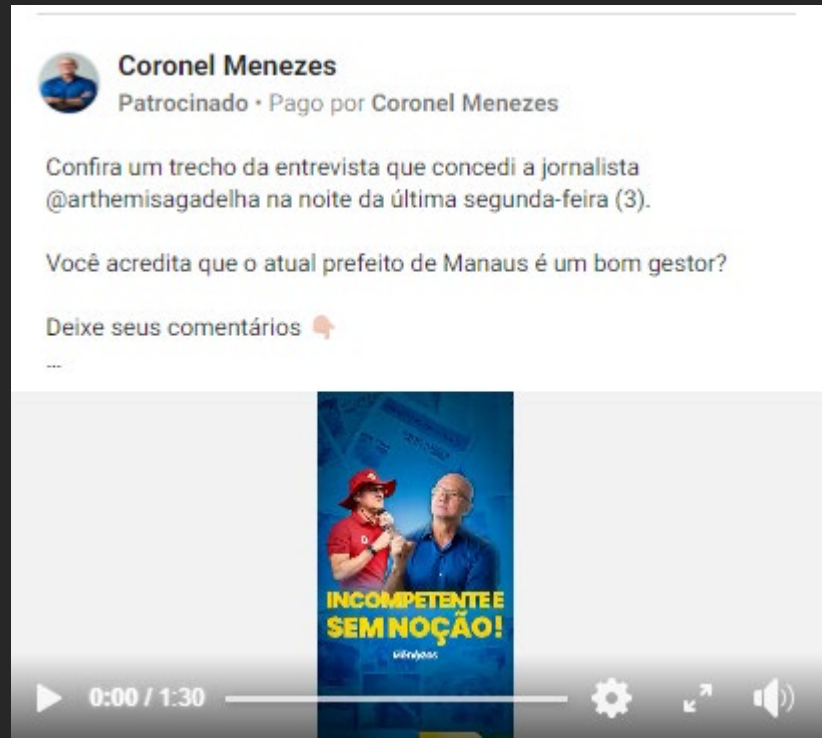 Coronel Menezes
Patrocinado • Pago por Coronel Menezes
Confira um trecho da entrevista que concedi a jornalista
@arthemisagadelha na noite da última segunda-feira (3).
Você acredita que o atual prefeito de Manaus é um bom gestor?
Deixe seus comentários 👇🏻
...
INCOMPETENTE E
SEM NOÇÃO!
Menezes
0:00 / 1:30